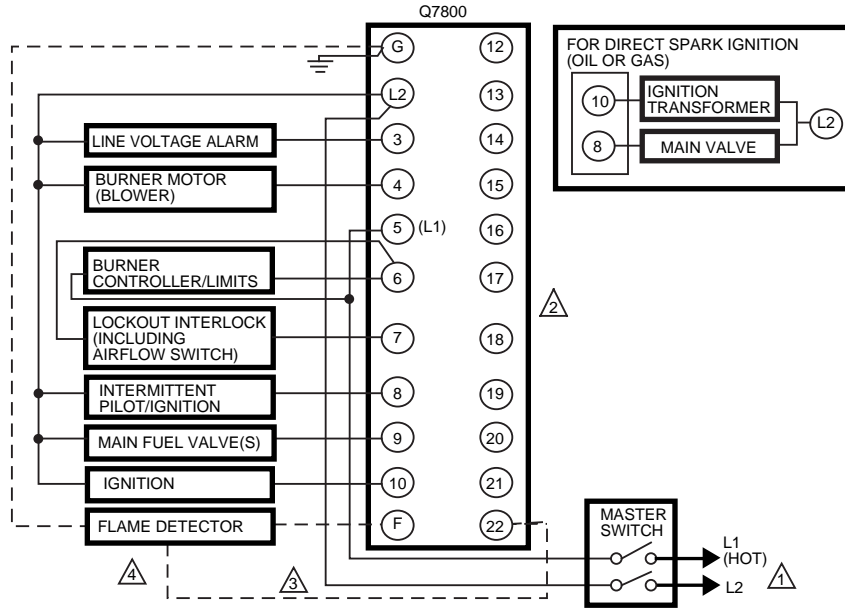 Q7800
G
12
L2
13
LINE VOLTAGE ALARM
3
14
BURNER MOTOR
(BLOWER)
4
15
5
(L1)
16
BURNER
CONTROLLER/LIMITS
6
17
2
LOCKOUT INTERLOCK
(INCLUDING
AIRFLOW SWITCH)
7
18
INTERMITTENT
PILOT/IGNITION
8
19
MAIN FUEL VALVE(S)
9
20
IGNITION
10
21
FLAME DETECTOR
F
22
4
3
FOR DIRECT SPARK IGNITION
(OIL OR GAS)
10
IGNITION
TRANSFORMER
8
MAIN VALVE
L2
MASTER
SWITCH
L1
(HOT)
L2
1